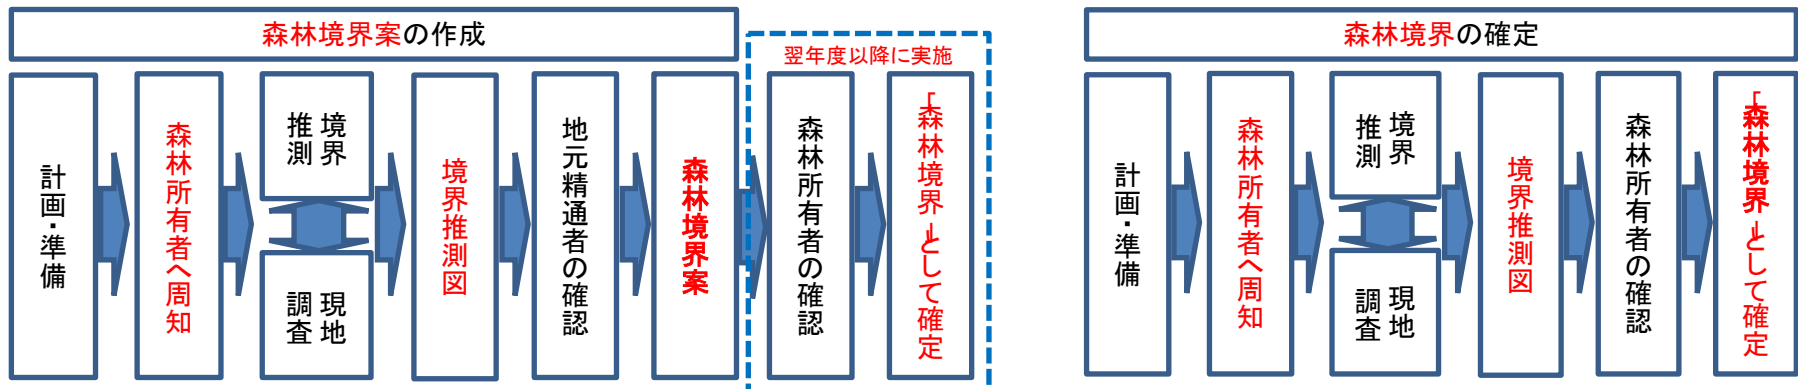 森林境界案の作成
翌年度以降に実施
計画・準備
森林所有者へ周知
境界
推測
現地
調査
境界推測図
地元精通者の確認
森林境界案
森林所有者の確認
「森林境界」として確定
森林境界の確定
計画・準備
森林所有者へ周知
境界
推測
現地
調査
境界推測図
森林所有者の確認
「森林境界」として確定